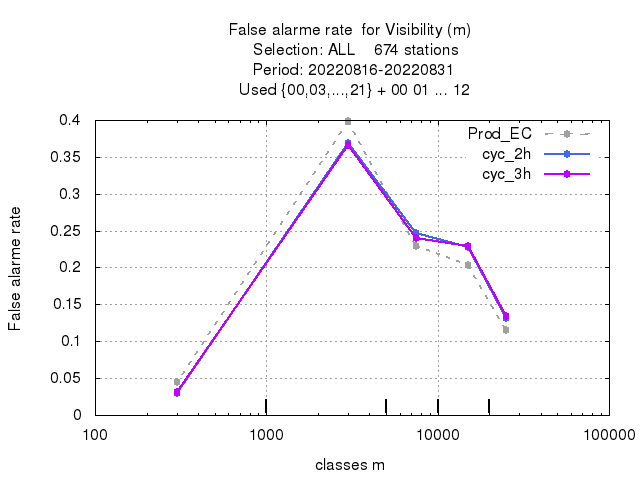 False alarme rate  for Visibility (m)
Selection: ALL    674 stations
Period: 20220816-20220831
Used {00,03,...,21} + 00 01 ... 12
Prod_EC
cyc_2h
cyc_3h
0.4
0.35
0.3
0.25
0.2
0.15
0.1
0.05
0
False alarme rate
100 1000 10000 100000
classes m